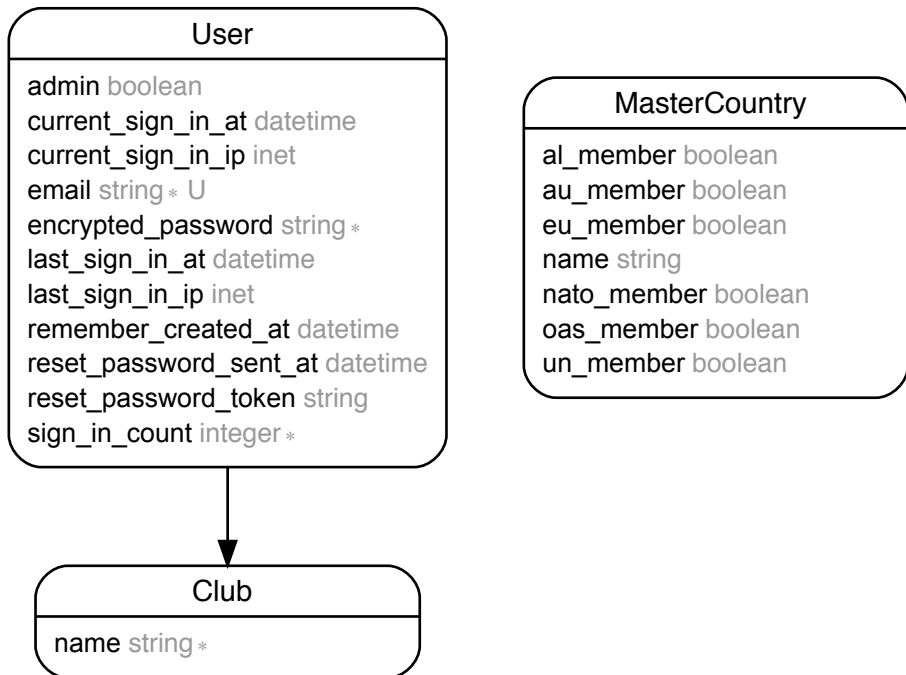 User
admin boolean
current_sign_in_at datetime
current_sign_in_ip inet
email string * U
encrypted_password string *
last_sign_in_at datetime
last_sign_in_ip inet
remember_created_at datetime
reset_password_sent_at datetime
reset_password_token string
sign_in_count integer *
MasterCountry
al_member boolean
au_member boolean
eu_member boolean
name string
nato_member boolean
oas_member boolean
un_member boolean
Club
name string *